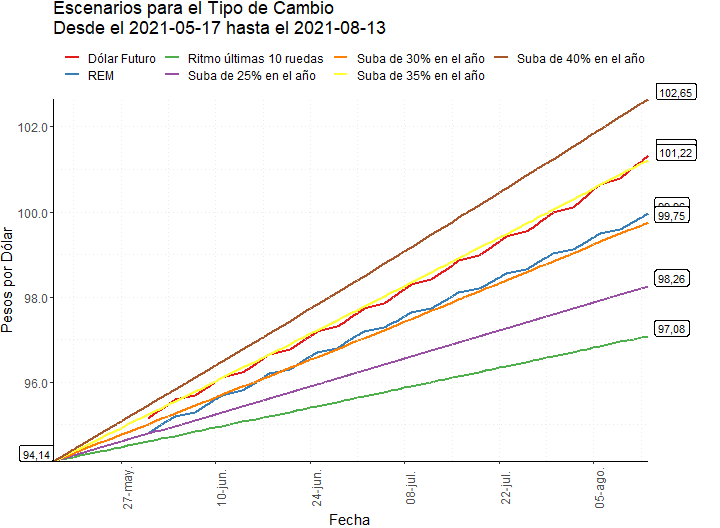 Escenarios para el Tipo de Cambio
Desde el 2021-05-17 hasta el 2021-08-13
Dólar Futuro
Ritmo últimas 10 ruedas
Suba de 30% en el año
Suba de 40% en el año
REM
Suba de 25% en el año
Suba de 35% en el año
102,65
102.0
101,22
100.0
99,75
98,26
98.0
97,08
96.0
94,14
Pesos por Dólar
27-may.
10-jun.
24-jun.
08-jul.
22-jul.
05-ago.
Fecha